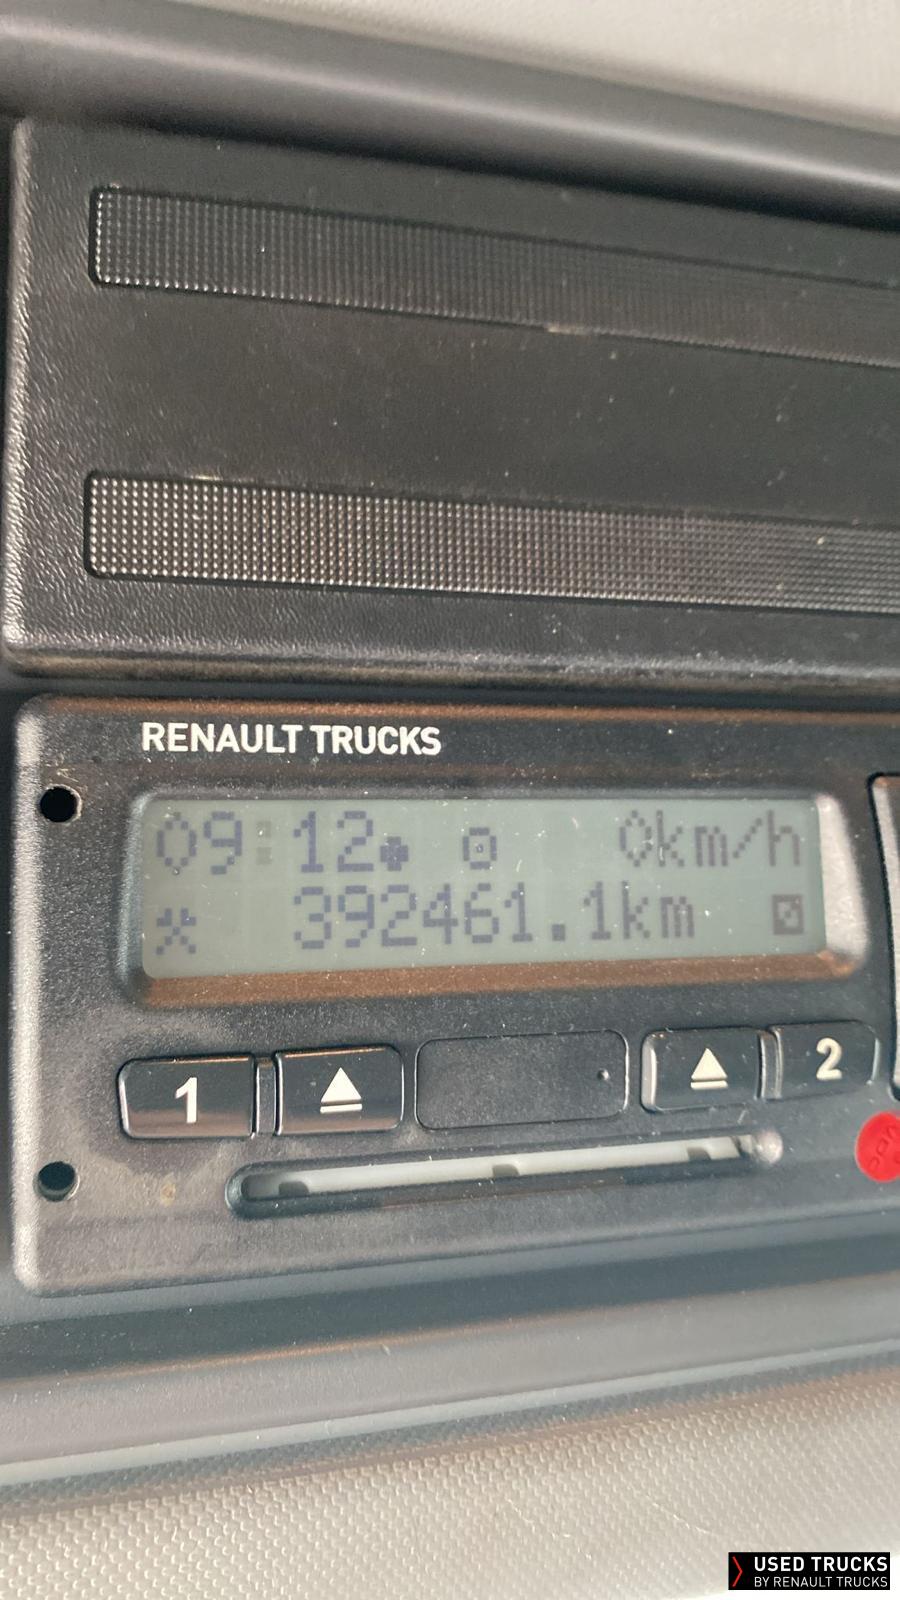 RENAULT TRUCKS
09:12 0km/h
392461.1km
1 2
USED TRUCKS
BY RENAULT TRUCKS